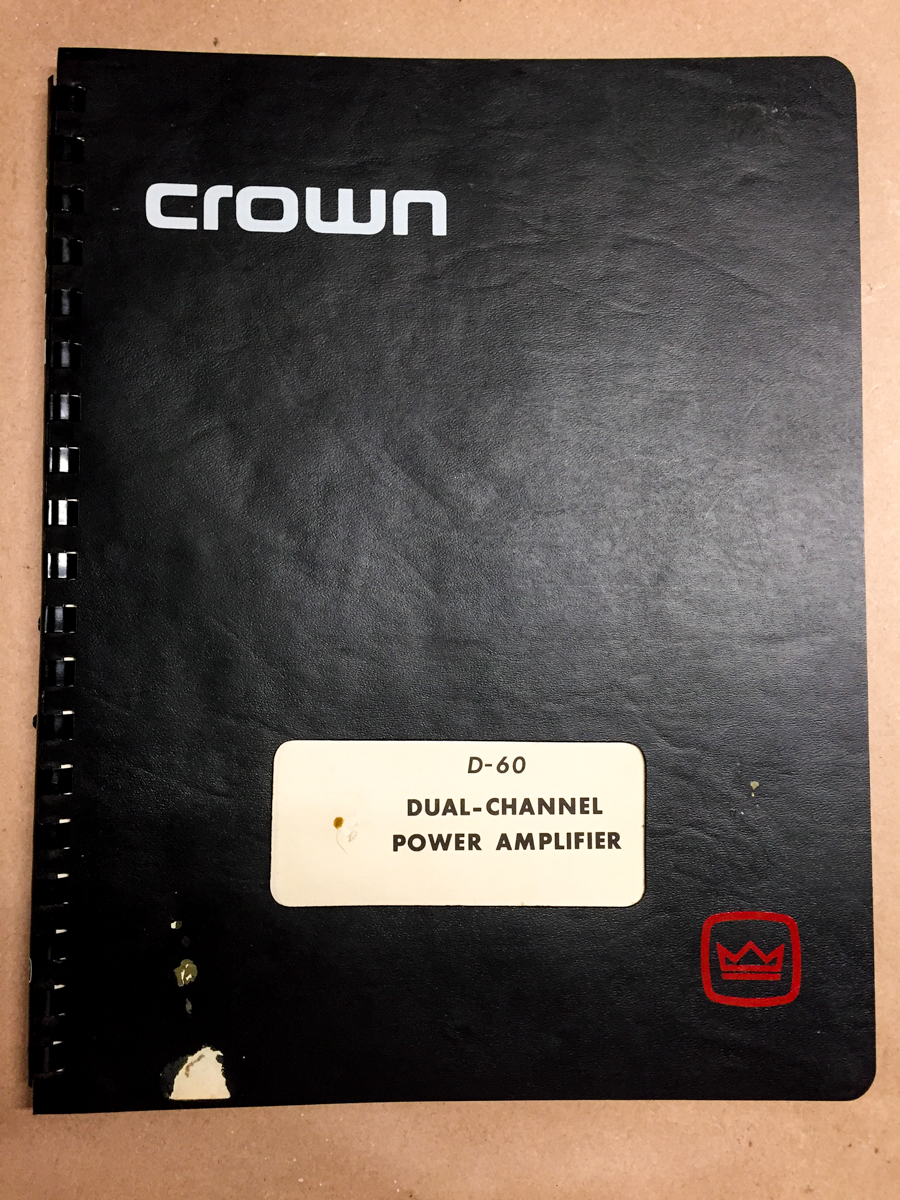 crown
D-60
DUAL-CHANNEL
POWER AMPLIFIER